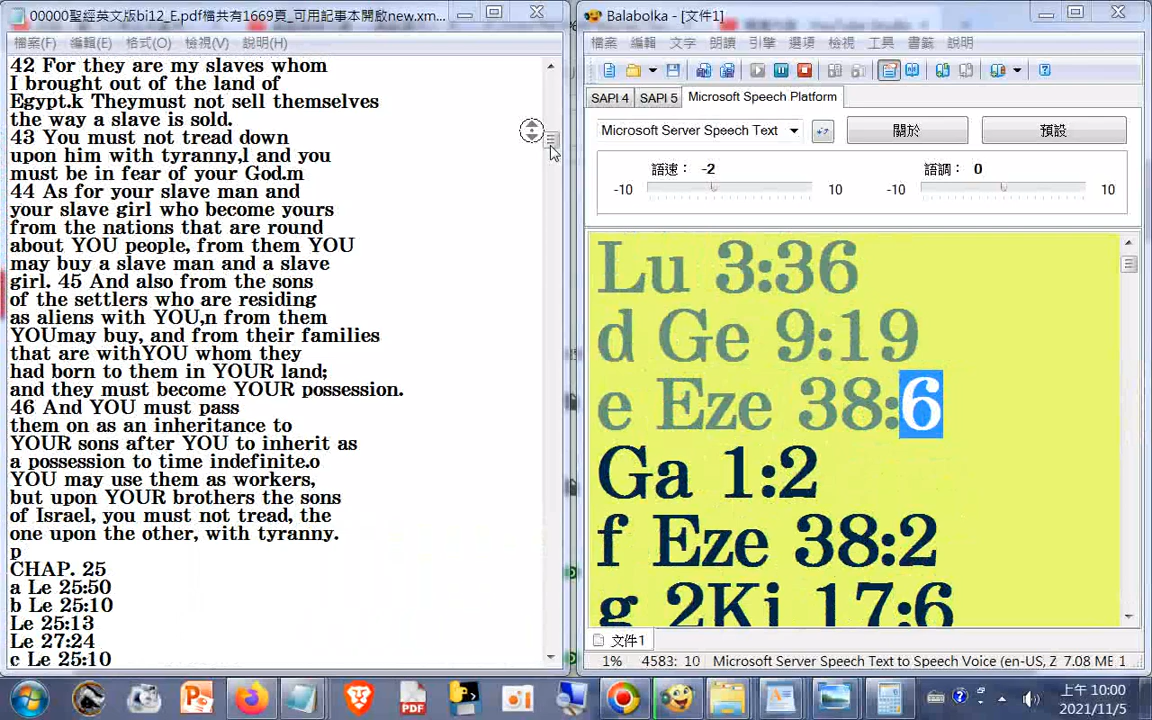 00000聖經英文版bi12_E.pdf檔共有1669頁_可用記事本開啟new.xm...
檔案(F) 編輯(E) 格式(O) 檢視(V) 說明(H)
42 For they are my slaves whom
I brought out of the land of
Egypt.k Theymust not sell themselves
the way a slave is sold.
43 You must not tread down
upon him with tyranny,l and you
must be in fear of your God.m
44 As for your slave man and
your slave girl who become yours
from the nations that are round
about YOU people, from them YOU
may buy a slave man and a slave
girl. 45 And also from the sons
of the settlers who are residing
as aliens with YOU,n from them
YOUmay buy, and from their families
that are withYOU whom they
had born to them in YOUR land;
and they must become YOUR possession.
46 And YOU must pass
them on as an inheritance to
YOUR sons after YOU to inherit as
a possession to time indefinite.o
YOU may use them as workers,
but upon YOUR brothers the sons
of Israel, you must not tread, the
one upon the other, with tyranny.
p
CHAP. 25
a Le 25:50
b Le 25:10
Le 25:13
Le 27:24
c Le 25:10
Balabolka - [文件1]
檔案 編輯 文字 朗讀 引擎 選項 檢視 工具 書籤 說明
SAPI 4 SAPI 5 Microsoft Speech Platform
Microsoft Server Speech Text 關於 預設
語速: -2 語調: 0
-10 10 -10 10
Lu 3:36
d Ge 9:19
e Eze 38:6
Ga 1:2
f Eze 38:2
g 2Ki 17:6
文件1
1% 4583: 10 Microsoft Server Speech Text to Speech Voice (en-US, Z 7.08 ME 1
上午 10:00
2021/11/5